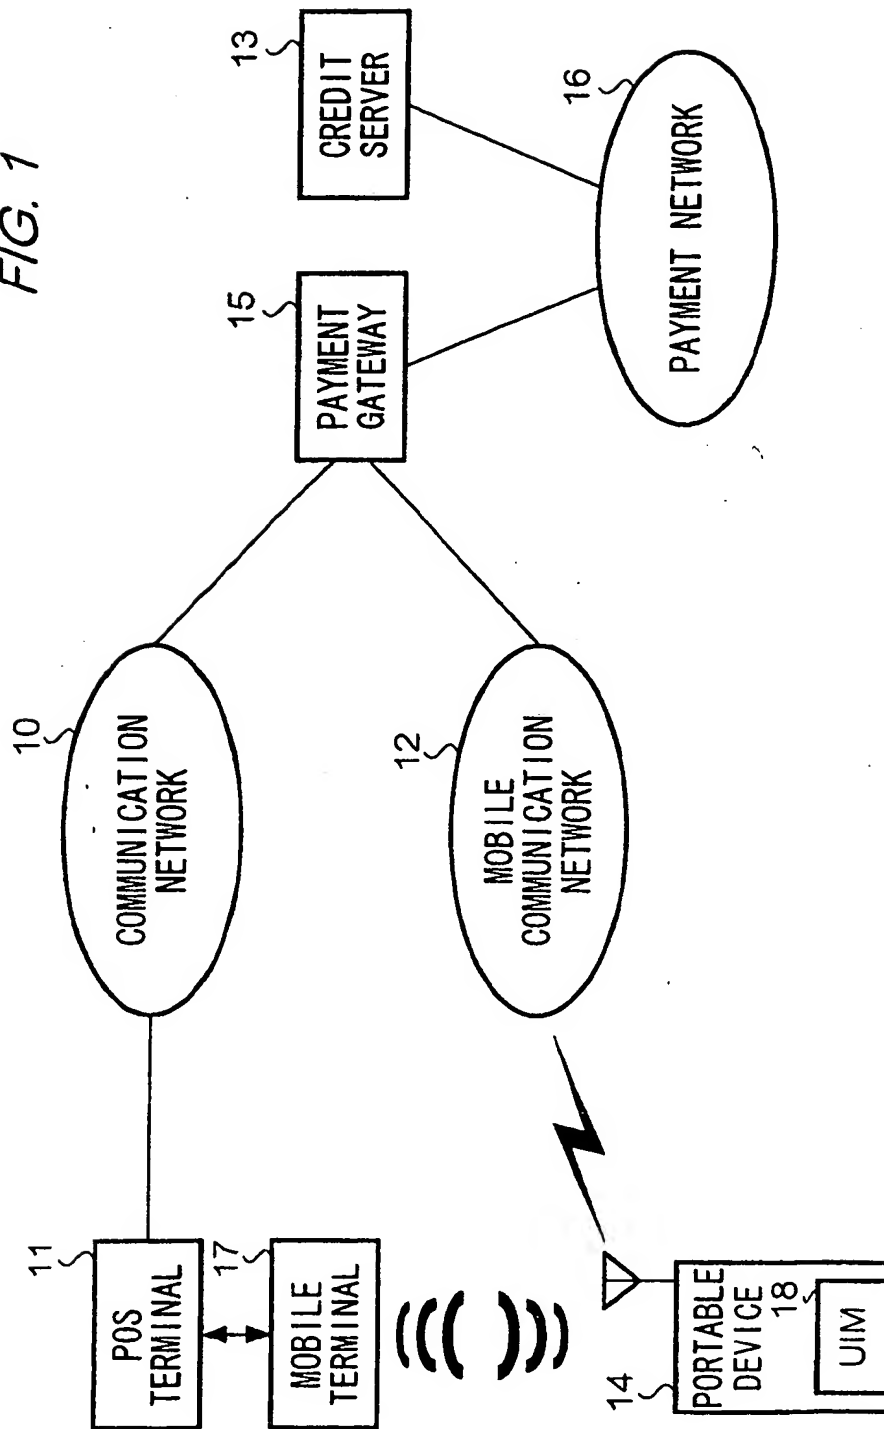 FIG. 1
11
POS
TERMINAL
17
MOBILE
TERMINAL
14
PORTABLE
DEVICE
18
UIM
10
COMMUNICATION
NETWORK
12
MOBILE
COMMUNICATION
NETWORK
15
PAYMENT
GATEWAY
13
CREDIT
SERVER
16
PAYMENT NETWORK